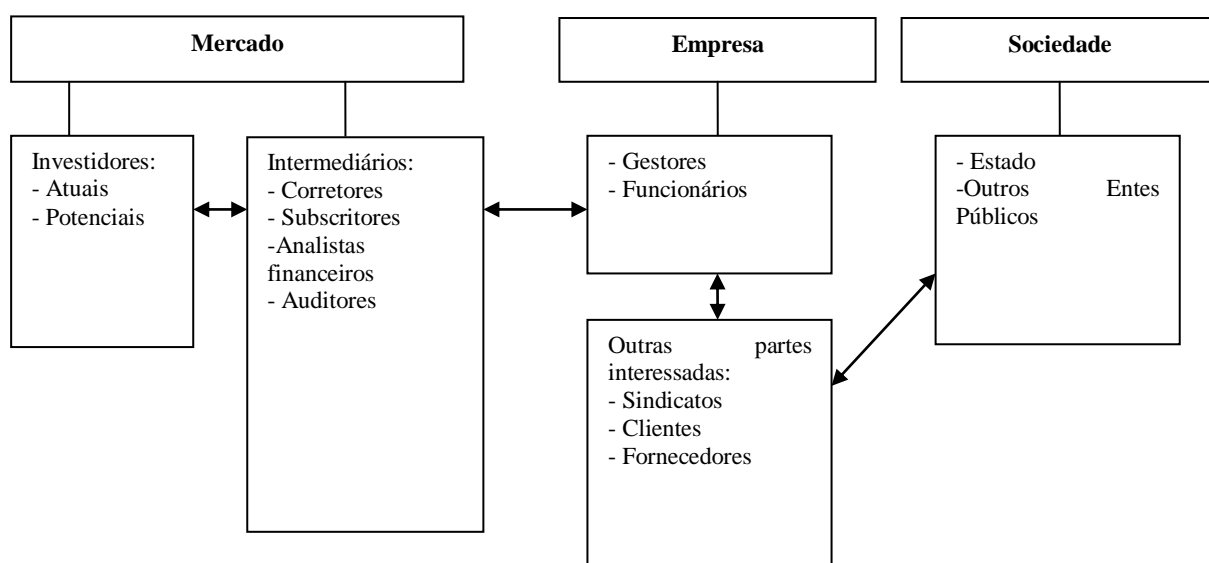 Mercado
Empresa
Sociedade
Investidores:
- Atuais
- Potenciais
Intermediários:
- Corretores
- Subscritores
-Analistas
financeiros
- Auditores
- Gestores
- Funcionários
- Estado
-Outros Entes
Públicos
Outras partes
interessadas:
- Sindicatos
- Clientes
- Fornecedores